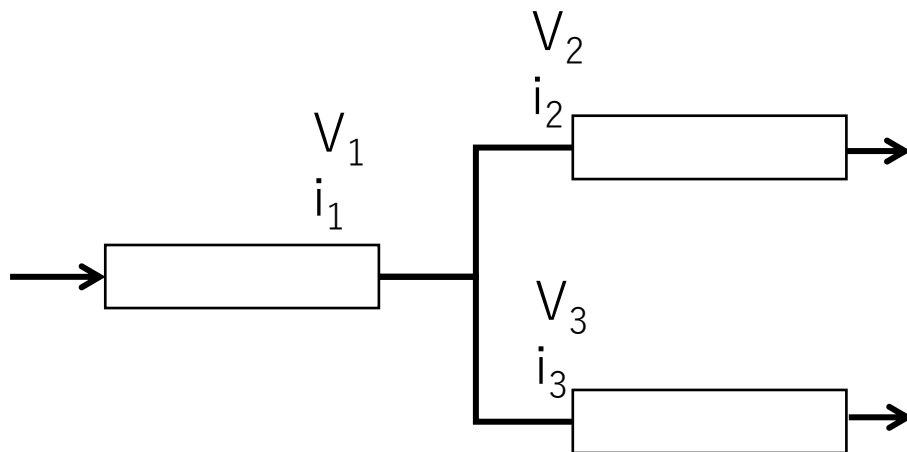 V₂
i₂
V₁
i₁
V₃
i₃